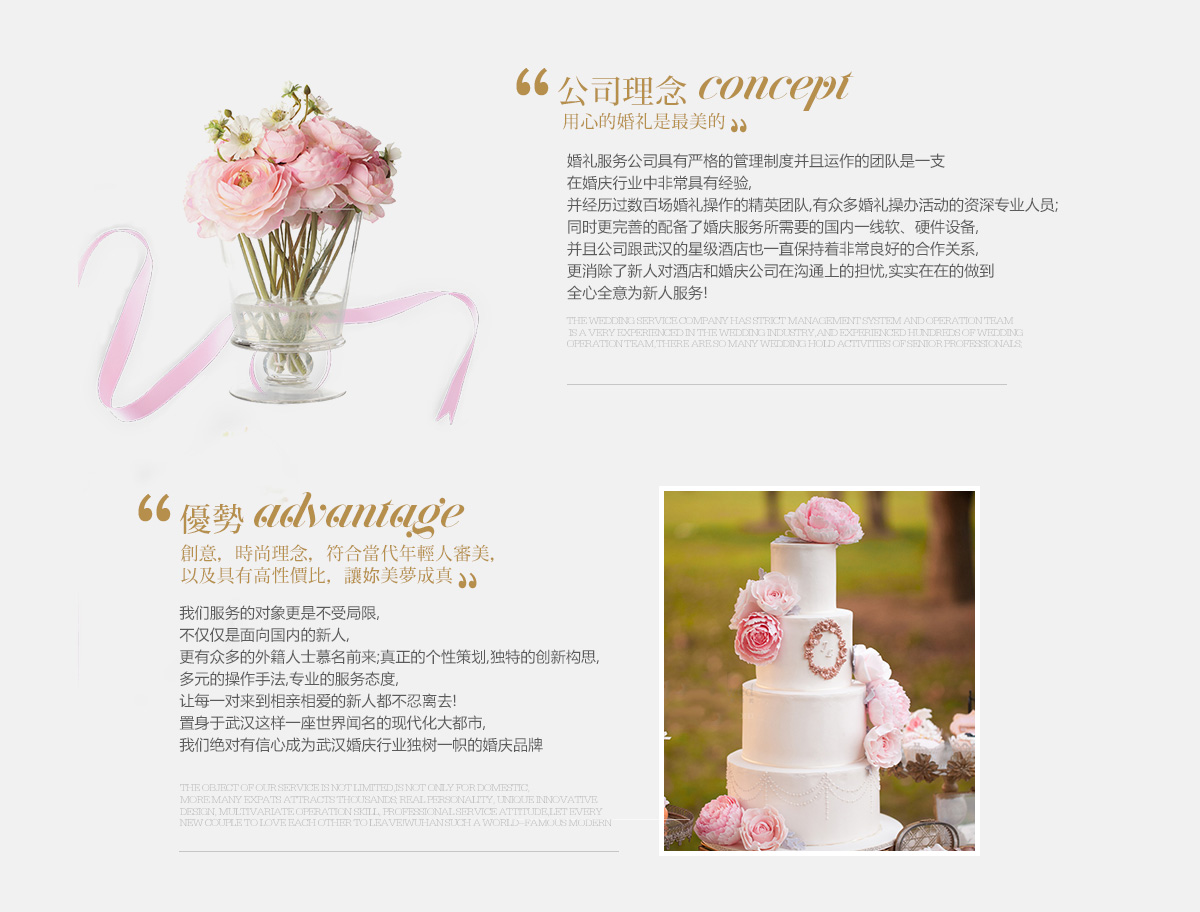 “ 公司理念 concept
用心的婚礼是最美的 ”
婚礼服务公司具有严格的管理制度并且运作的团队是一支
在婚庆行业中非常具有经验,
并经历过数百场婚礼操作的精英团队,有众多婚礼操办活动的资深专业人员;
同时更完善的配备了婚庆服务所需要的国内一线软、硬件设备,
并且公司跟武汉的星级酒店也一直保持着非常良好的合作关系,
更消除了新人对酒店和婚庆公司在沟通上的担忧,实实在在的做到
全心全意为新人服务!
THE WEDDING SERVICE COMPANY HAS STRICT MANAGEMENT SYSTEM AND OPERATION TEAM
IS A VERY EXPERIENCED IN THE WEDDING INDUSTRY,AND EXPERIENCED HUNDREDS OF WEDDING
OPERATION TEAM,THERE ARE SO MANY WEDDING HOLD ACTIVITIES OF SENIOR PROFESSIONALS;
“ 優勢 advantage
創意，時尚理念，符合當代年輕人審美，
以及具有高性價比，讓妳美夢成真 ”
我们服务的对象更是不受局限,
不仅仅是面向国内的新人,
更有众多的外籍人士慕名前来;真正的个性策划,独特的创新构思,
多元的操作手法,专业的服务态度,
让每一对来到相亲相爱的新人都不忍离去!
置身于武汉这样一座世界闻名的现代化大都市,
我们绝对有信心成为武汉婚庆行业独树一帜的婚庆品牌
THE OBJECT OF OUR SERVICE IS NOT LIMITED,IS NOT ONLY FOR DOMESTIC,
MORE MANY EXPATS ATTRACTS THOUSANDS; REAL PERSONALITY, UNIQUE INNOVATIVE
DESIGN, MULTIVARIATE OPERATION SKILL, PROFESSIONAL SERVICE ATTITUDE,LET EVERY
NEW COUPLE TO LOVE EACH OTHER TO LEAVE!WUHAN SUCH A WORLD-FAMOUS MODERN